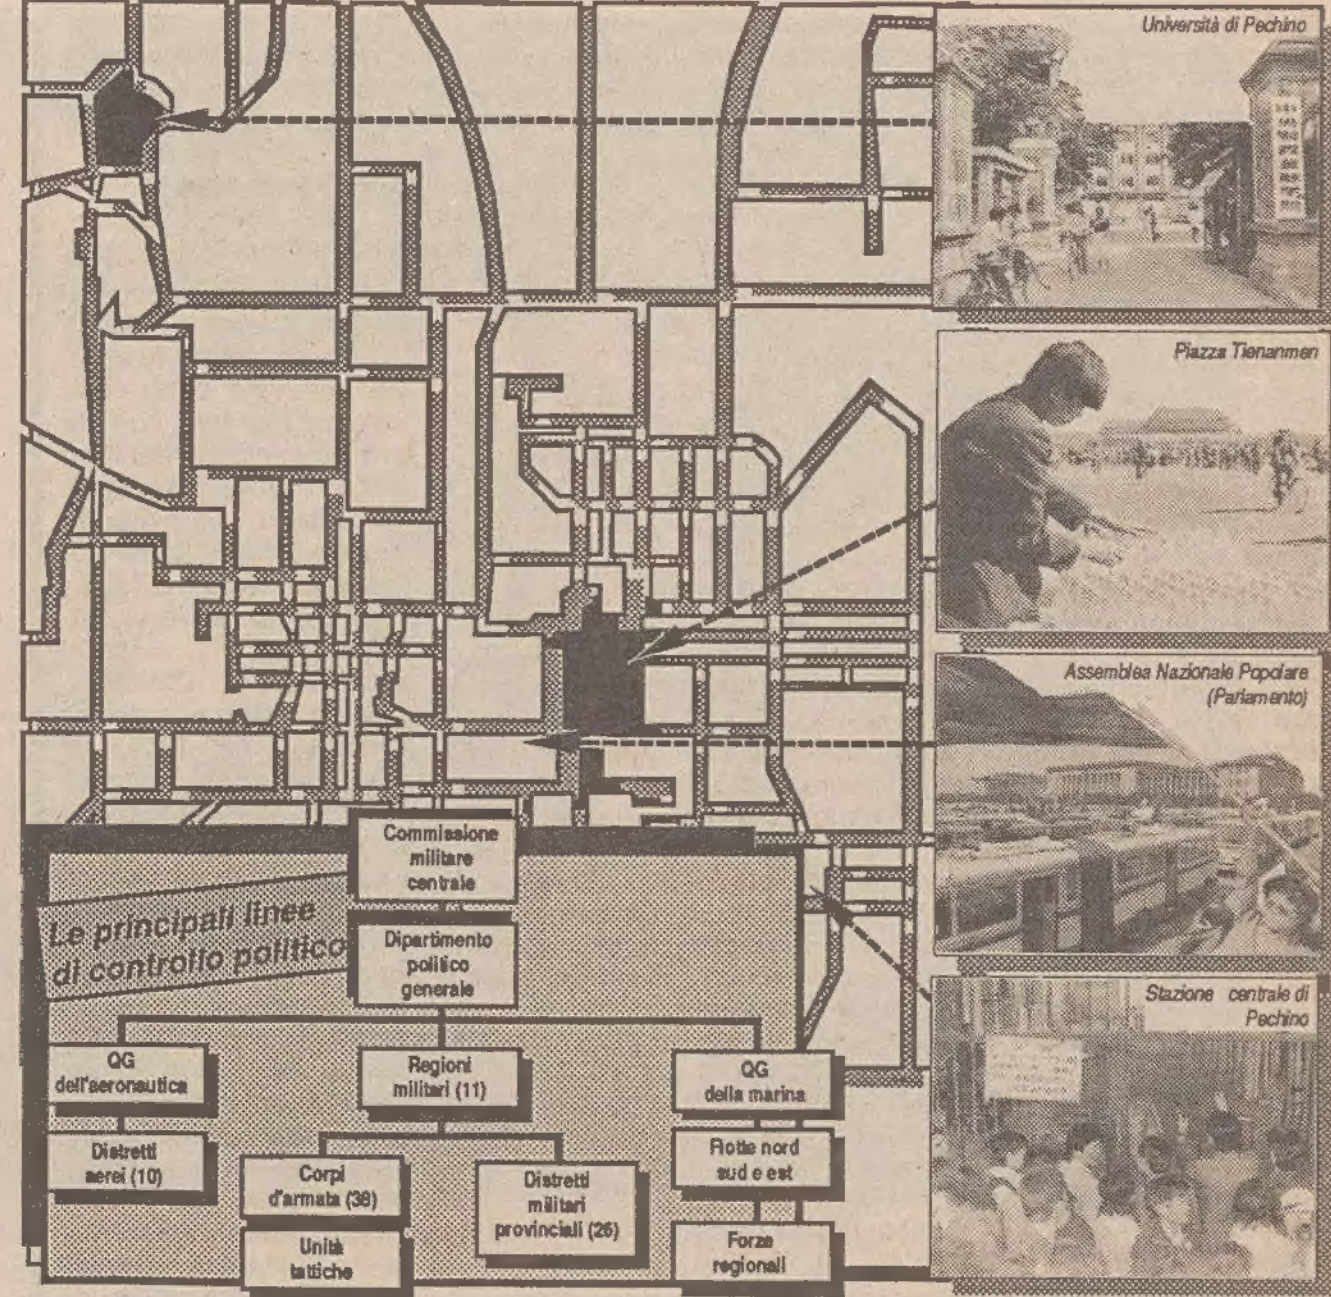 Università di Pechino
Piazza Tienanmen
Assemblea Nazionale Popolare
(Parlamento)
Stazione centrale di
Pechino
Le principali linee
di controllo politico
Commissione
militare
centrale
Dipartimento
politico
generale
QG
dell'aeronautica
Distretti
aerei (10)
Regioni
militari (11)
Corpi
d'armata (38)
Unità
tattiche
Distretti
militari
provinciali (26)
QG
della marina
Flotte nord
sud e est
Forze
regionali